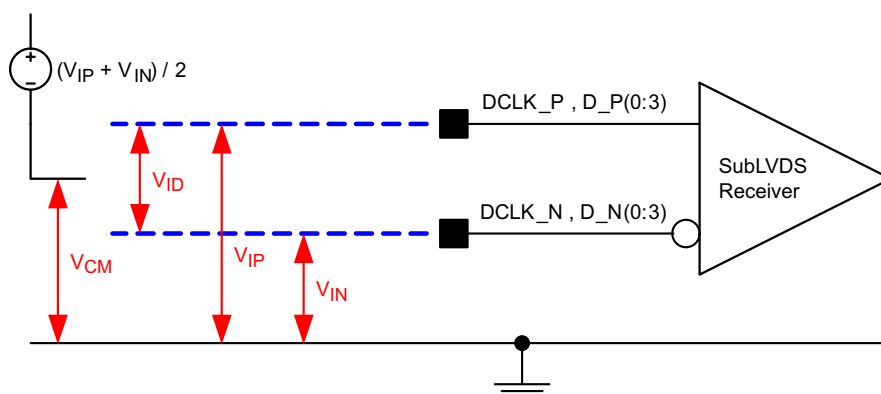 +
−
(VIP + VIN) / 2
DCLK_P , D_P(0:3)
SubLVDS
Receiver
VID
DCLK_N , D_N(0:3)
VCM
VIP
VIN